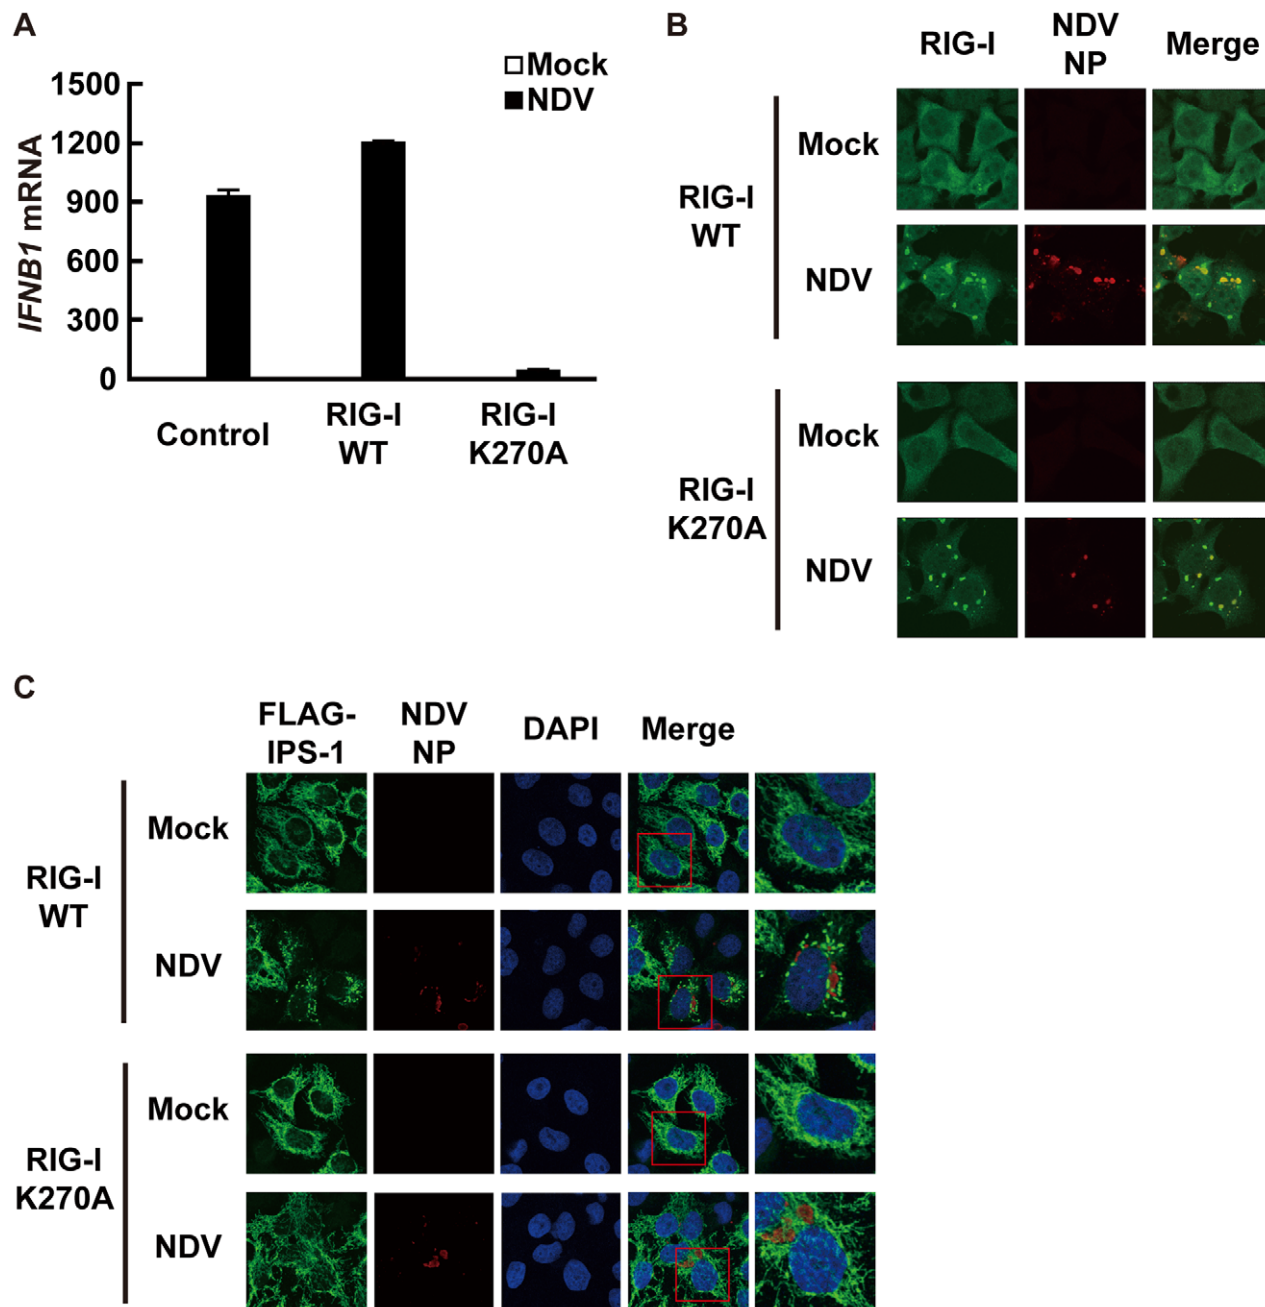 A
Mock
NDV
1500
1200
900
600
300
0
IFNB1 mRNA
Control
RIG-I
WT
RIG-I
K270A
B
RIG-I
NDV
NP
Merge
RIG-I
WT
Mock
NDV
RIG-I
K270A
Mock
NDV
C
FLAG-
IPS-1
NDV
NP
DAPI
Merge
RIG-I
WT
Mock
NDV
RIG-I
K270A
Mock
NDV